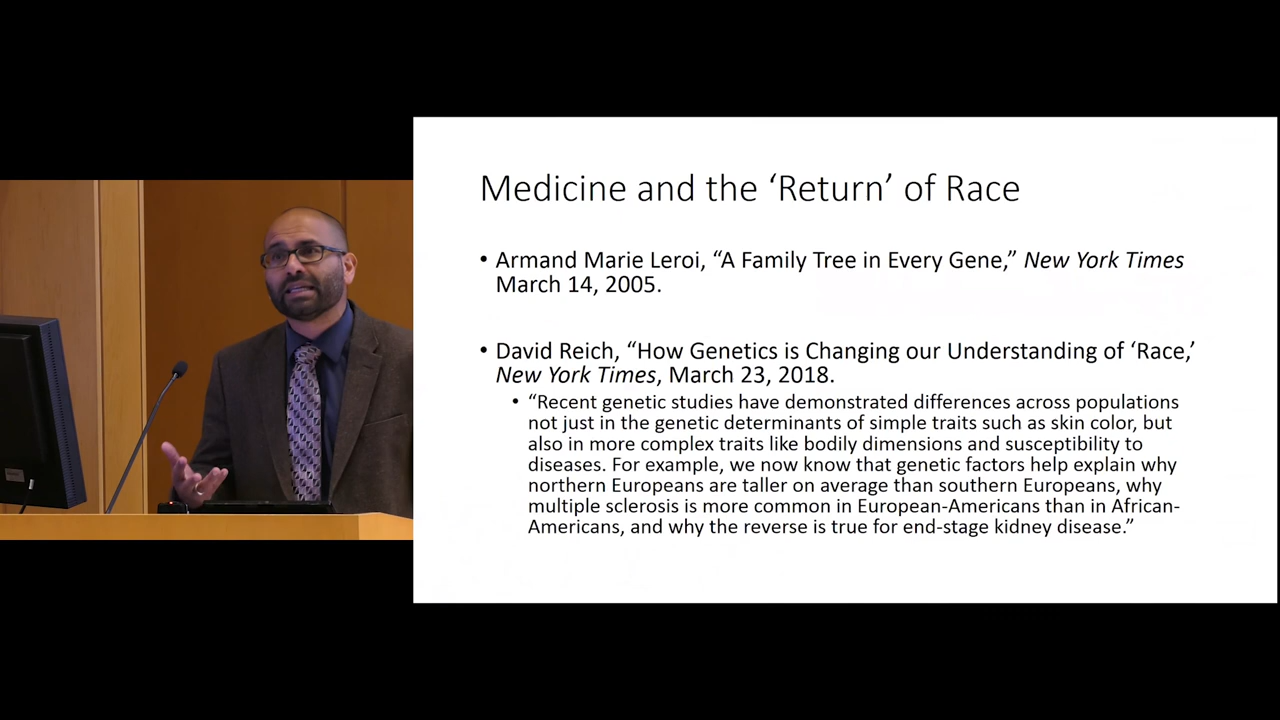 Medicine and the ‘Return’ of Race
• Armand Marie Leroi, “A Family Tree in Every Gene,” New York Times
March 14, 2005.
• David Reich, “How Genetics is Changing our Understanding of ‘Race,’
New York Times, March 23, 2018.
• “Recent genetic studies have demonstrated differences across populations
not just in the genetic determinants of simple traits such as skin color, but
also in more complex traits like bodily dimensions and susceptibility to
diseases. For example, we now know that genetic factors help explain why
northern Europeans are taller on average than southern Europeans, why
multiple sclerosis is more common in European-Americans than in African-
Americans, and why the reverse is true for end-stage kidney disease.”